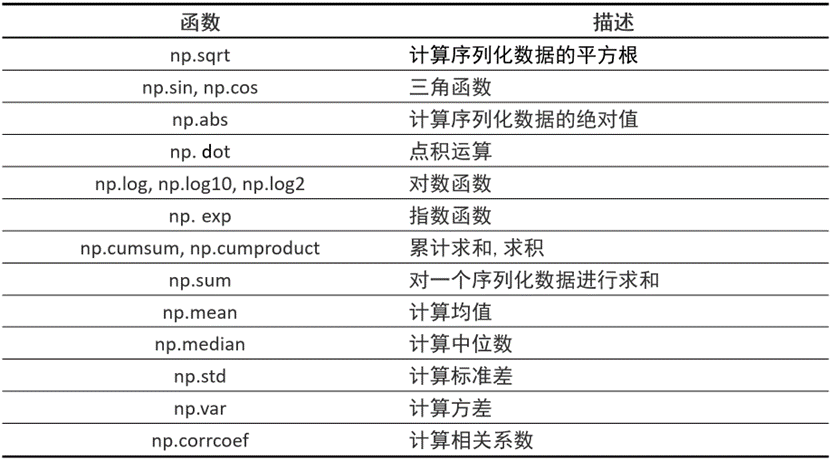 函数 描述
np.sqrt 计算序列化数据的平方根
np.sin, np.cos 三角函数
np.abs 计算序列化数据的绝对值
np. dot 点积运算
np.log, np.log10, np.log2 对数函数
np. exp 指数函数
np.cumsum, np.cumproduct 累计求和, 求积
np.sum 对一个序列化数据进行求和
np.mean 计算均值
np.median 计算中位数
np.std 计算标准差
np.var 计算方差
np.corrcoef 计算相关系数